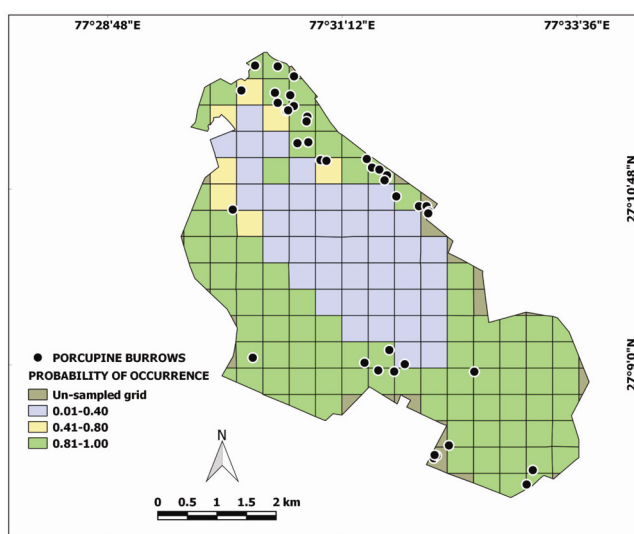 77°28'48"E 77°31'12"E 77°33'36"E
27°10'48"N
27°9'0"N
PORCUPINE BURROWS
PROBABILITY OF OCCURRENCE
Un-sampled grid
0.01-0.40
0.41-0.80
0.81-1.00
N
0 0.5 1 1.5 2 km